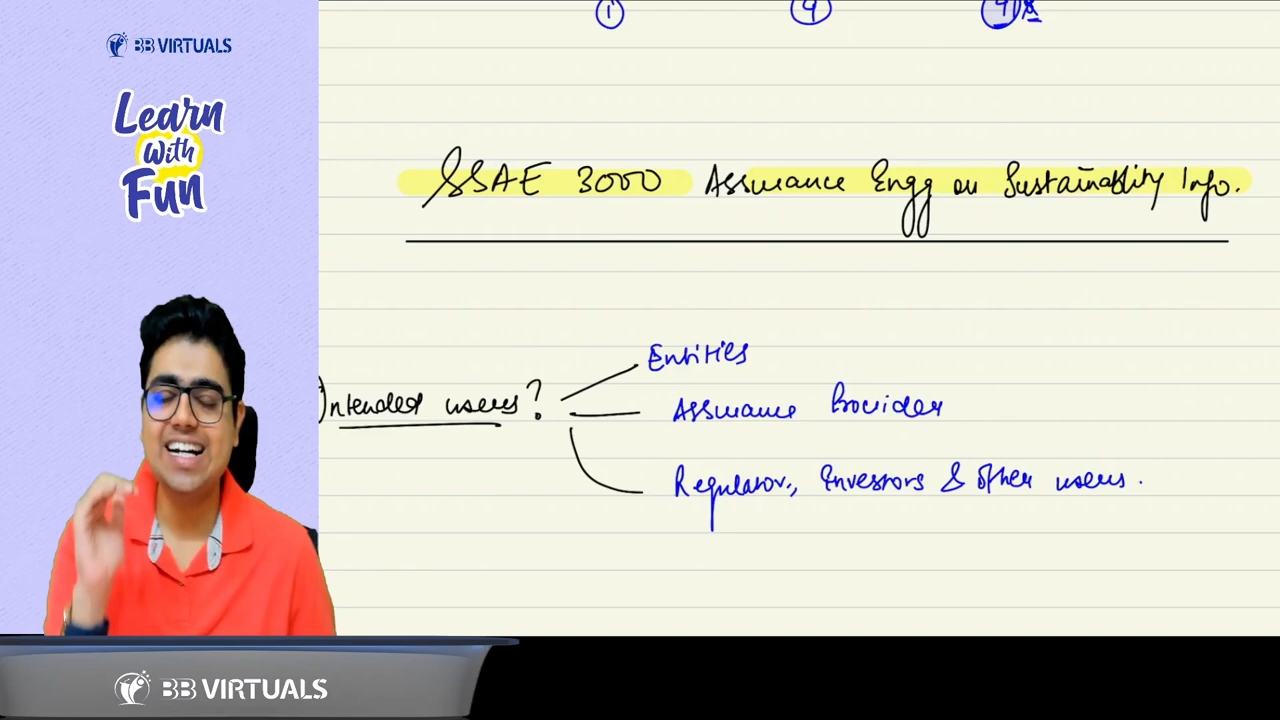 BB VIRTUALS
Learn
With
Fun
1 9
SSAE 3000 Assurance Engg on Sustainability Info.
Intended users?
Entities
Assurance Provider
Regulator, Investors & other users.
BB VIRTUALS